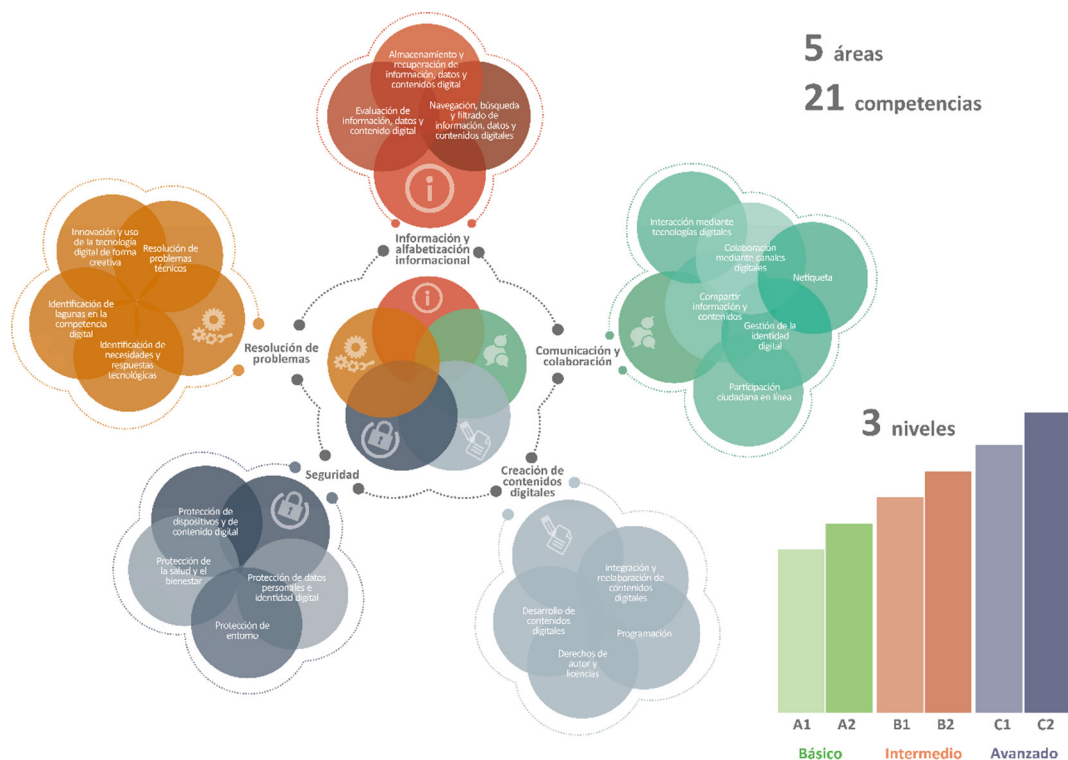 5 áreas
21 competencias
Almacenamiento y
recuperación de
información, datos y
contenidos digital
Evaluación de
información, datos y
contenido digital
Navegación, búsqueda
y filtrado de
información, datos y
contenidos digitales
Información y
alfabetización
informacional
Innovación y uso
de la tecnología
digital de forma
creativa
Resolución de
problemas
técnicos
Identificación de
lagunas en la
competencia
digital
Identificación de
necesidades y
respuestas
tecnológicas
Resolución de
problemas
Interacción mediante
tecnologías digitales
Colaboración
mediante canales
digitales
Netiqueta
Compartir
información y
contenidos
Gestión de la
identidad
digital
Participación
ciudadana en línea
Comunicación y
colaboración
Seguridad
Protección de
dispositivos y de
contenido digital
Protección de
la salud y el
bienestar
Protección de datos
personales e
identidad digital
Protección de
entorno
Creación de
contenidos
digitales
Integración y
reelaboración de
contenidos
digitales
Desarrollo de
contenidos
digitales
Programación
Derechos de
autor y
licencias
3 niveles
A1 A2 B1 B2 C1 C2
Básico Intermedio Avanzado